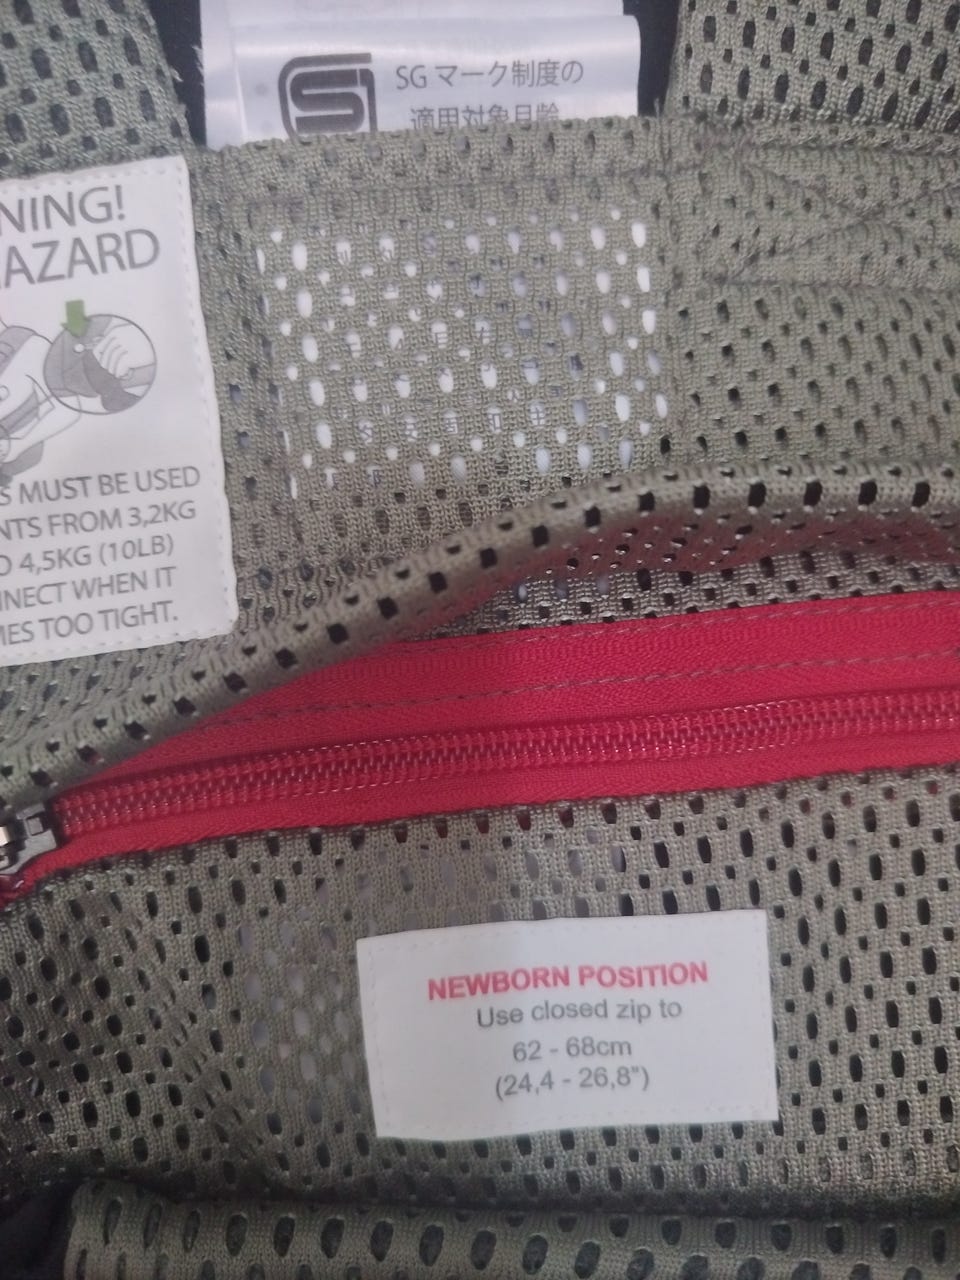 SG マーク制度の
適用対象月齢
NING!
AZARD
S MUST BE USED
NTS FROM 3,2KG
O 4,5KG (10LB)
NNECT WHEN IT
MES TOO TIGHT.
NEWBORN POSITION
Use closed zip to
62 - 68cm
(24,4 - 26,8")